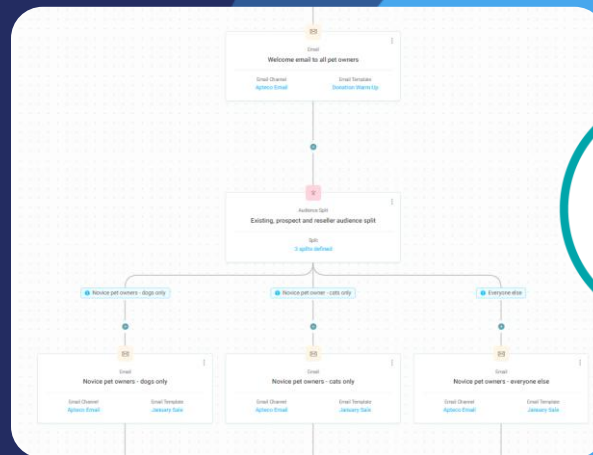 Email
Welcome email to all pet owners
Email Channel
Email Template
Apteco Email
Donation Warm Up
Audience Split
Existing, prospect and reseller audience split
Split
3 splits defined
Novice pet owners - dogs only
Novice pet owner - cats only
Everyone else
Email
Novice pet owners - dogs only
Email Channel
Email Template
Apteco Email
January Sale
Email
Novice pet owners - cats only
Email Channel
Email Template
Apteco Email
January Sale
Email
Novice pet owners - everyone else
Email Channel
Email Template
Apteco Email
January Sale